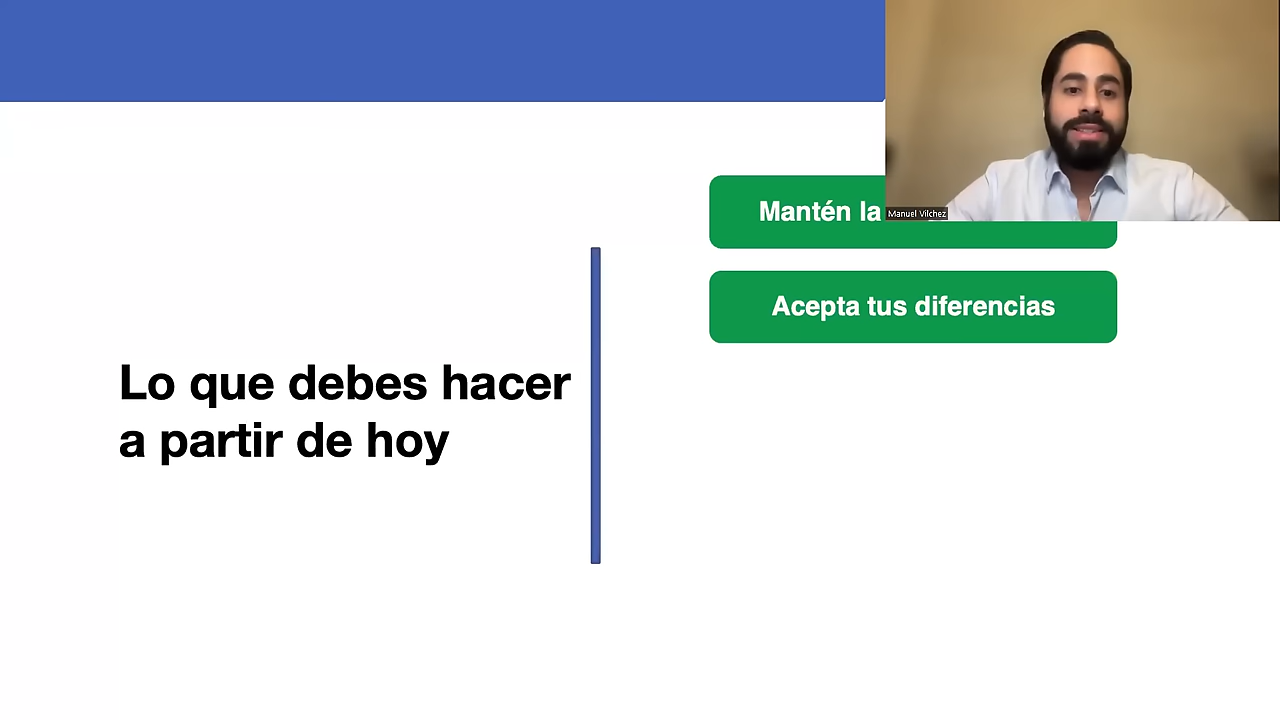 Mantén la
Manuel Vilchez
Acepta tus diferencias
Lo que debes hacer
a partir de hoy